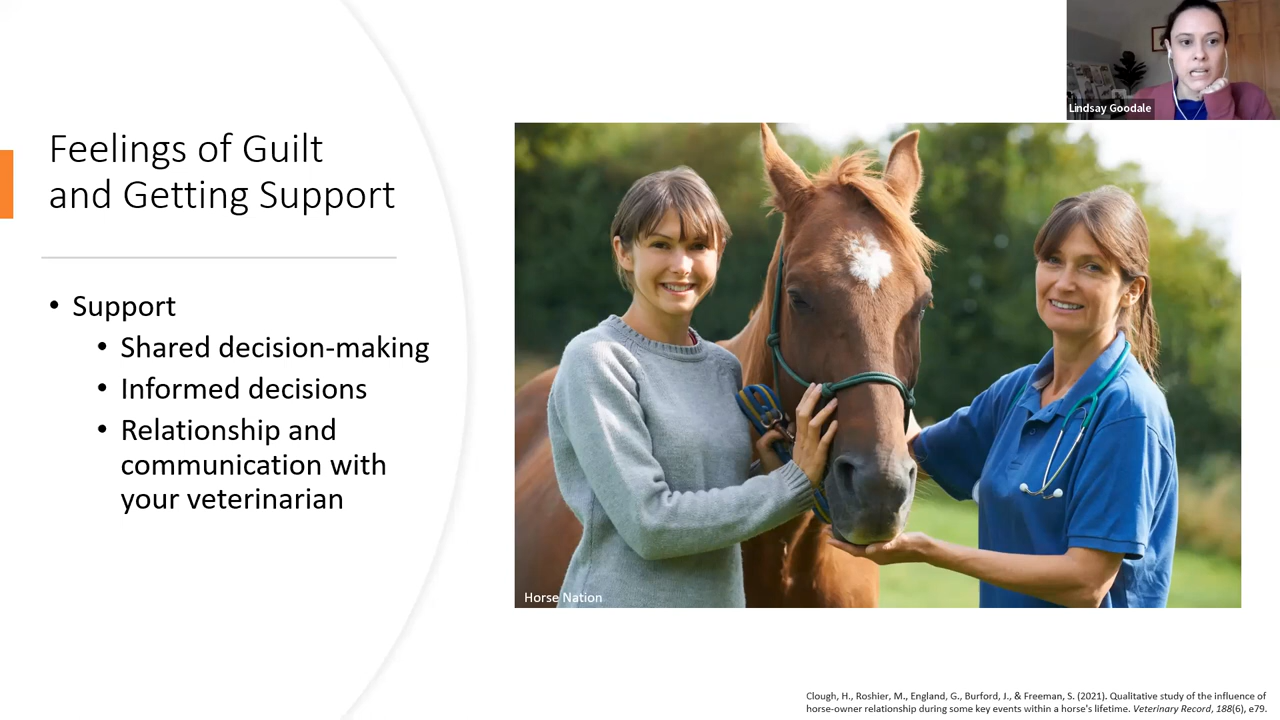 Lindsay Goodale
Feelings of Guilt
and Getting Support
• Support
• Shared decision-making
• Informed decisions
• Relationship and
communication with
your veterinarian
Horse Nation
Clough, H., Roshier, M., England, G., Burford, J., & Freeman, S. (2021). Qualitative study of the influence of
horse-owner relationship during some key events within a horse's lifetime. Veterinary Record, 188(6), e79.